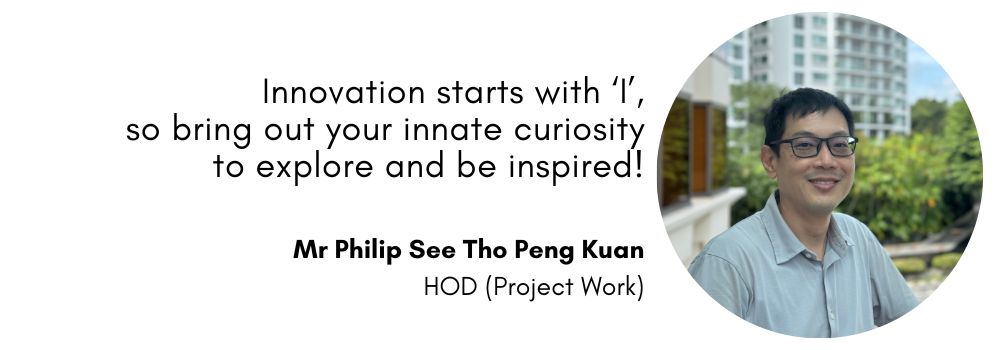 Innovation starts with ‘I’,
so bring out your innate curiosity
to explore and be inspired!
Mr Philip See Tho Peng Kuan
HOD (Project Work)